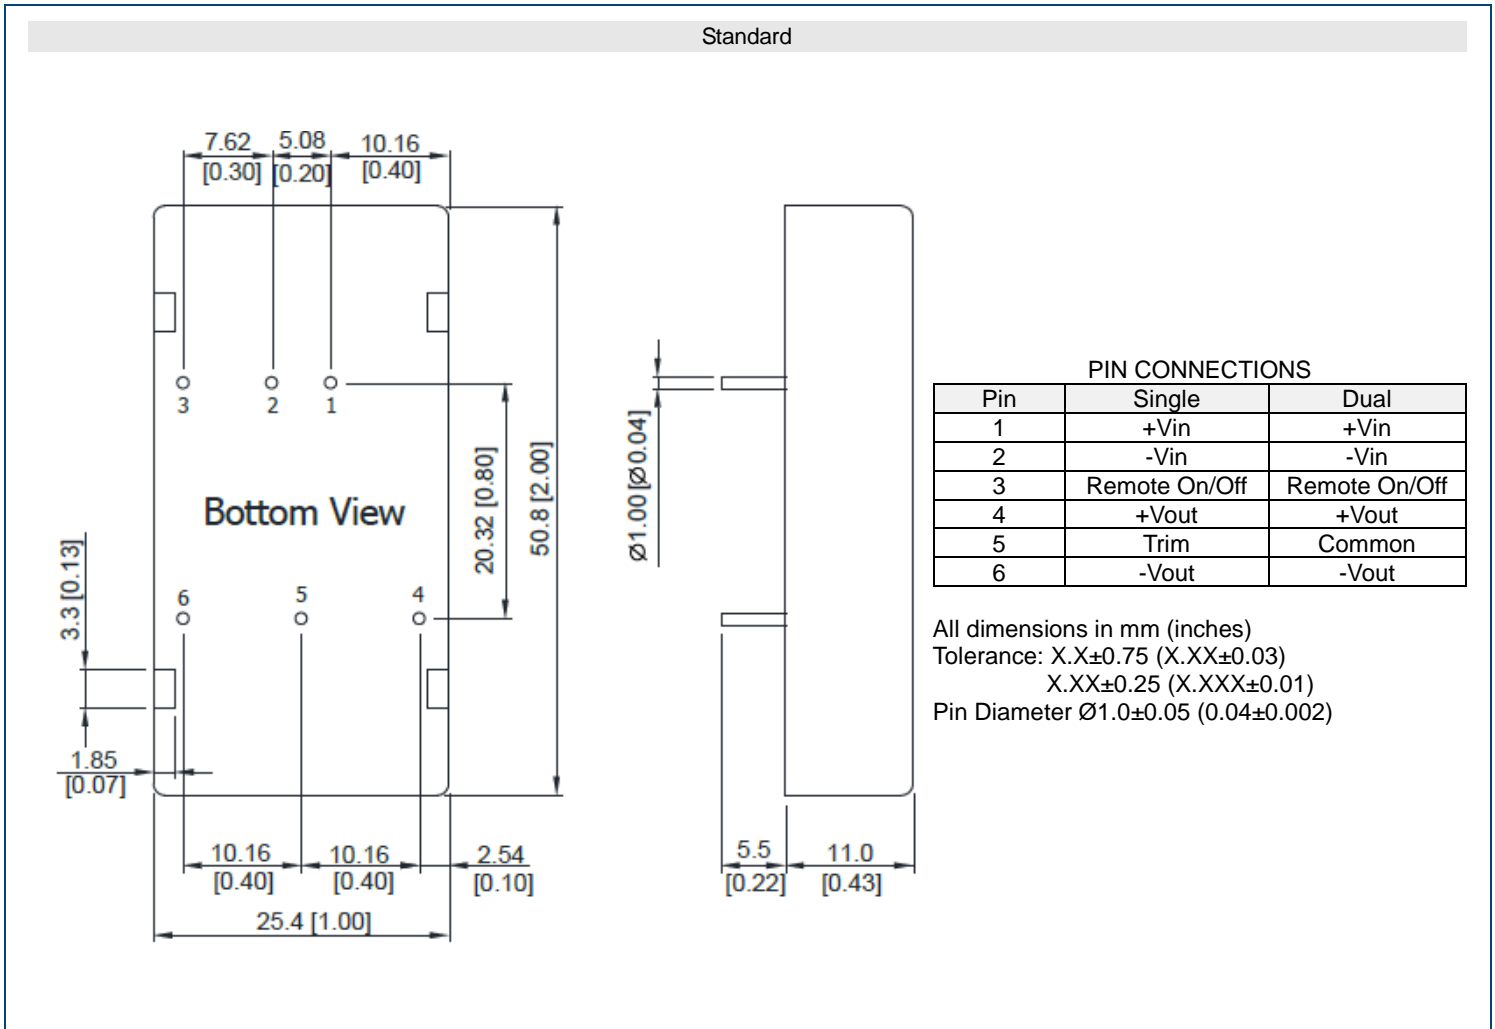 Standard
7.62 5.08 10.16
[0.30] [0.20] [0.40]
3 2 1
Bottom View
20.32 [0.80]
50.8 [2.00]
3.3 [0.13]
6 5 4
1.85
[0.07]
10.16 10.16 2.54
[0.40] [0.40] [0.10]
25.4 [1.00]
Ø1.00[Ø0.04]
5.5 11.0
[0.22] [0.43]
PIN CONNECTIONS
Pin Single Dual
1 +Vin +Vin
2 -Vin -Vin
3 Remote On/Off Remote On/Off
4 +Vout +Vout
5 Trim Common
6 -Vout -Vout
All dimensions in mm (inches)
Tolerance: X.X±0.75 (X.XX±0.03)
X.XX±0.25 (X.XXX±0.01)
Pin Diameter Ø1.0±0.05 (0.04±0.002)